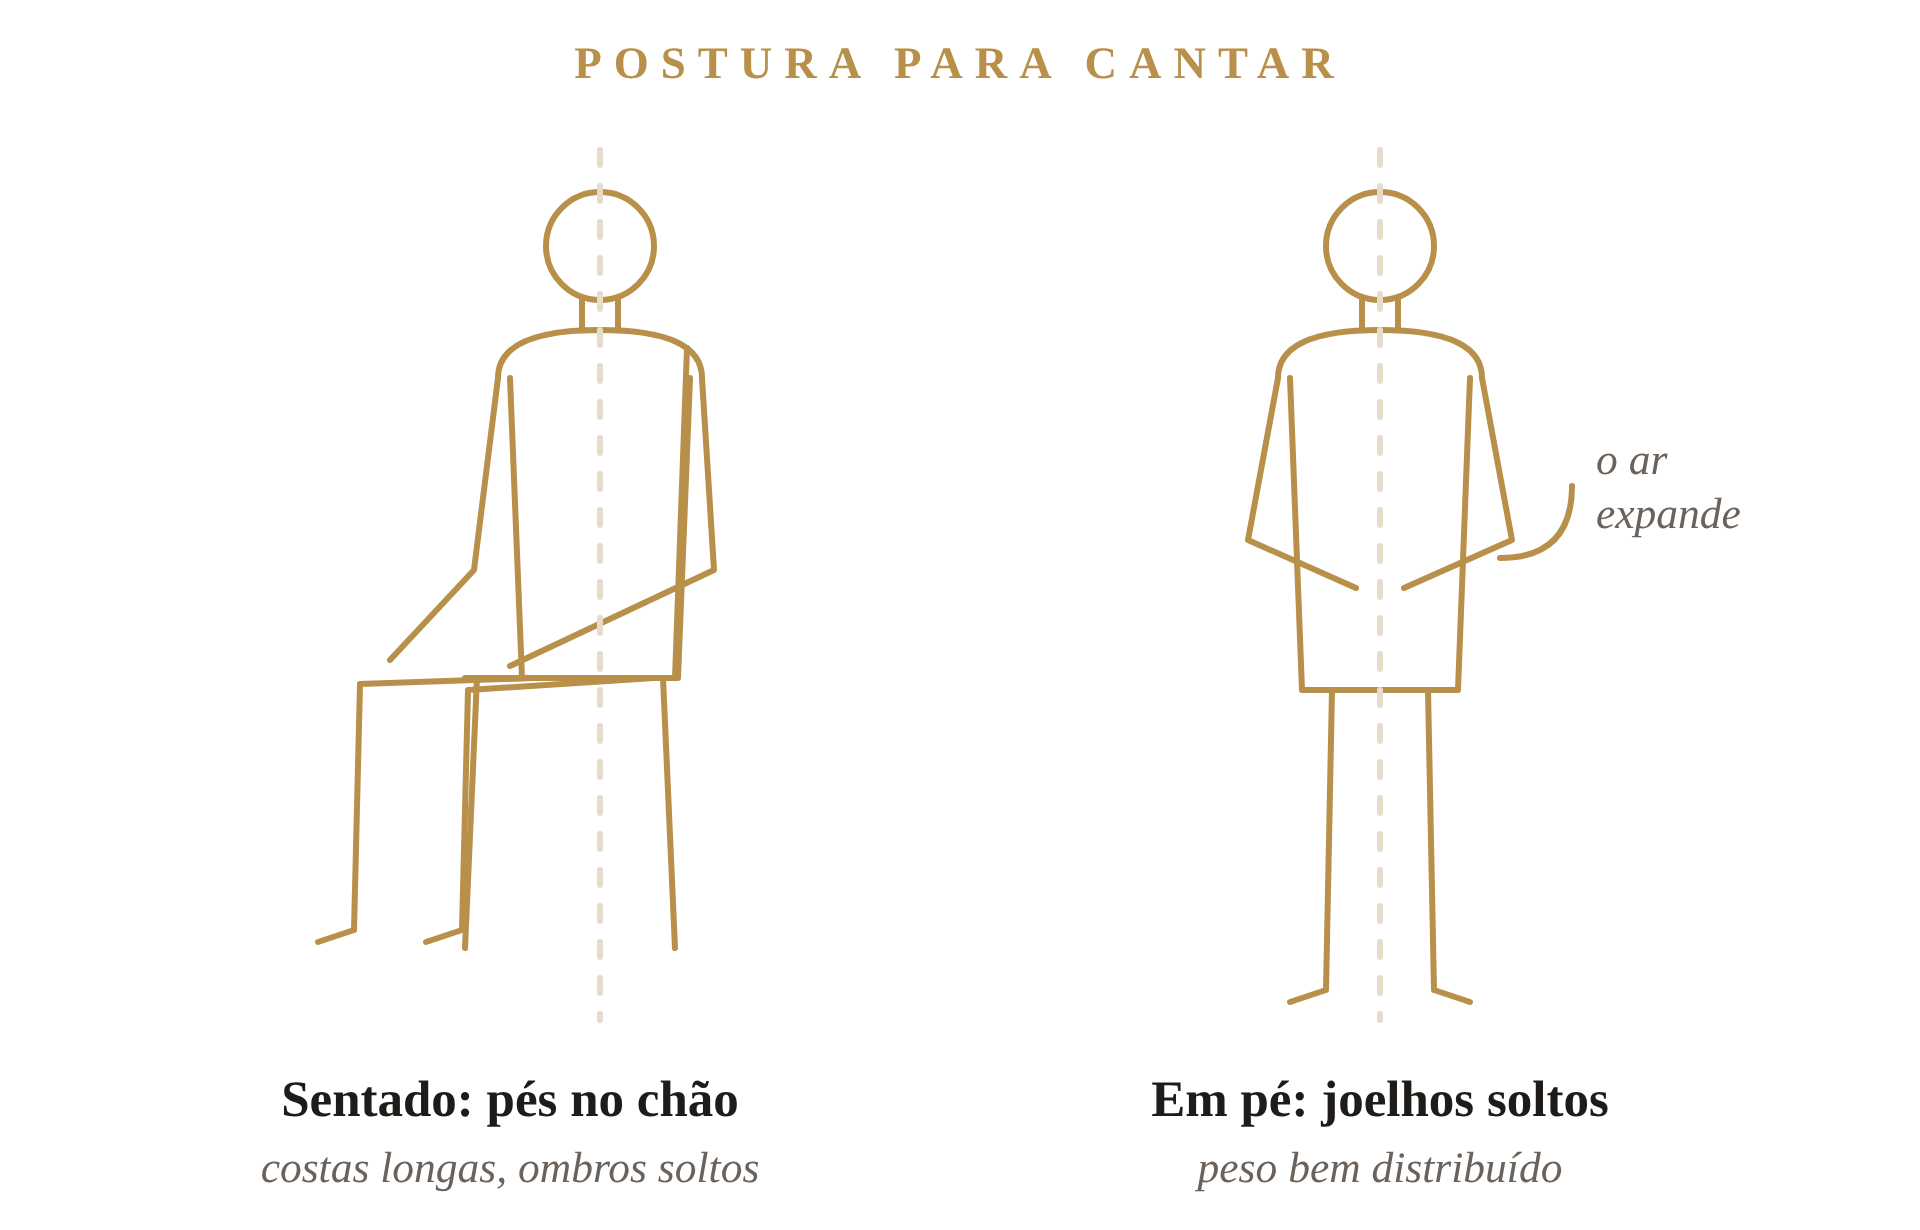 POSTURA PARA CANTAR
o ar
expande
Sentado: pés no chão
costas longas, ombros soltos
Em pé: joelhos soltos
peso bem distribuído